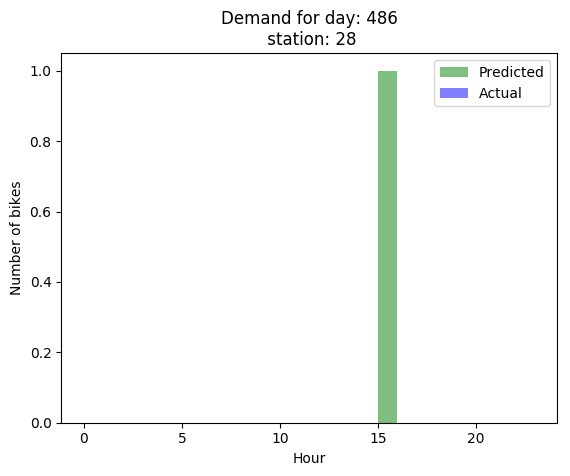 Demand for day: 486
station: 28
Predicted
Actual
Number of bikes
1.0
0.8
0.6
0.4
0.2
0.0
0 5 10 15 20
Hour